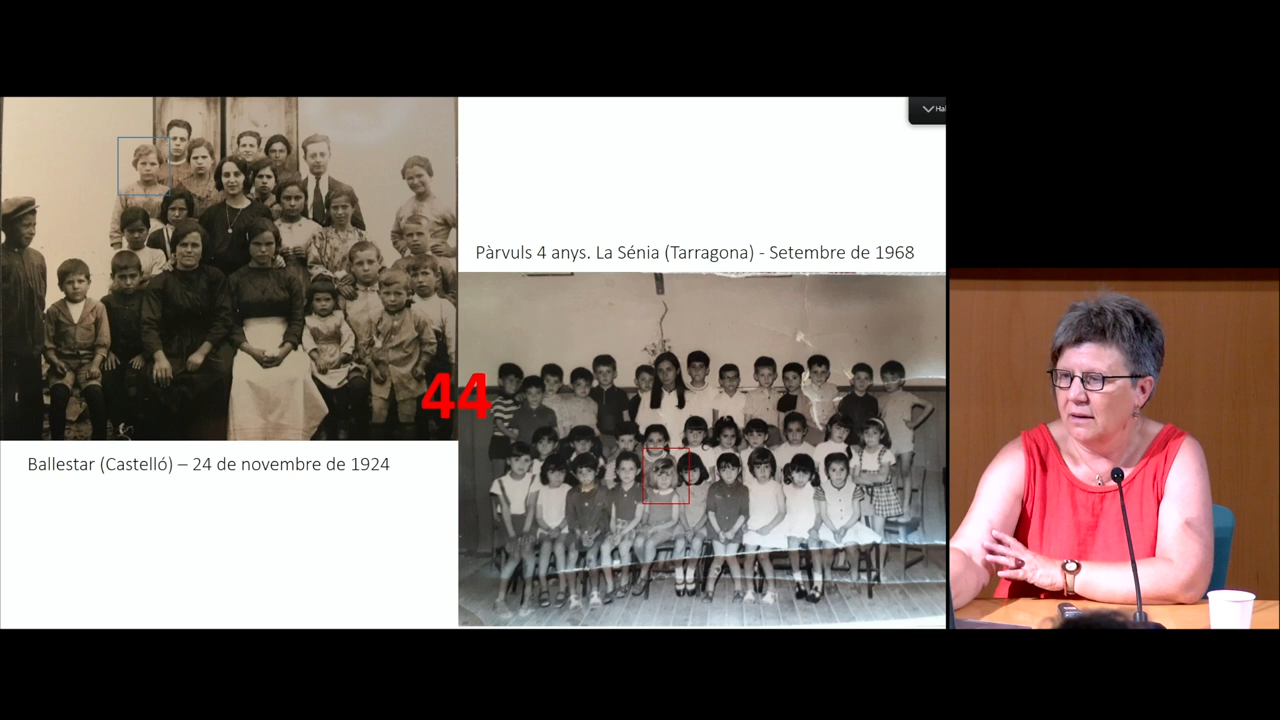 Pàrvuls 4 anys. La Sénia (Tarragona) - Setembre de 1968
44
Ballestar (Castelló) – 24 de novembre de 1924